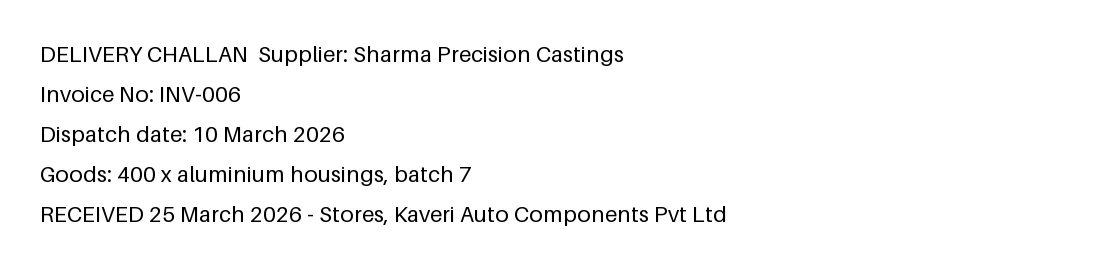 DELIVERY CHALLAN  Supplier: Sharma Precision Castings
Invoice No: INV-006
Dispatch date: 10 March 2026
Goods: 400 x aluminium housings, batch 7
RECEIVED 25 March 2026 - Stores, Kaveri Auto Components Pvt Ltd